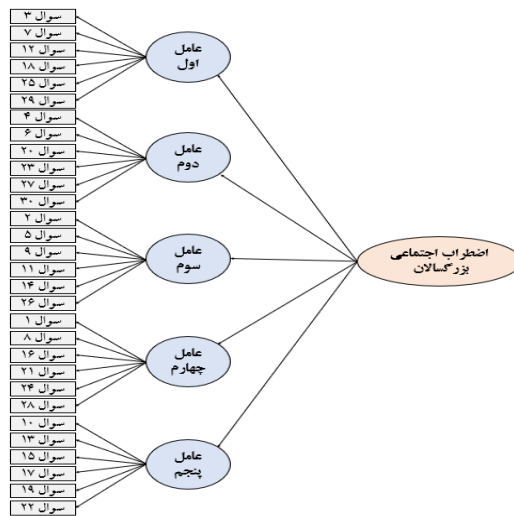 سوال ۳
سوال ۷
سوال ۱۲
سوال ۱۸
سوال ۲۵
سوال ۲۹
سوال ۴
سوال ۶
سوال ۲۰
سوال ۲۳
سوال ۲۷
سوال ۳۰
سوال ۲
سوال ۵
سوال ۹
سوال ۱۱
سوال ۱۴
سوال ۲۶
سوال ۱
سوال ۸
سوال ۱۶
سوال ۲۱
سوال ۲۴
سوال ۲۸
سوال ۱۰
سوال ۱۳
سوال ۱۵
سوال ۱۷
سوال ۱۹
سوال ۲۲
عامل
اول
عامل
دوم
عامل
سوم
عامل
چهارم
عامل
پنجم
اضطراب اجتماعی
بزرگسالان